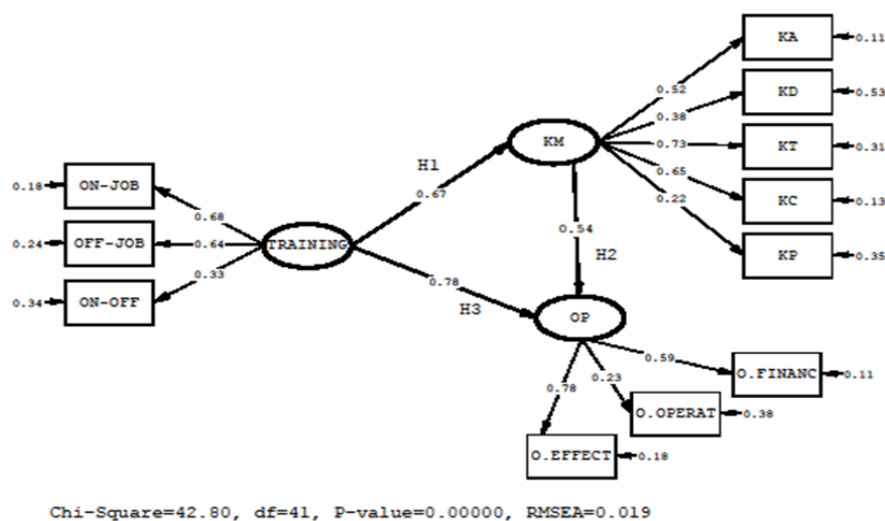 KA
0.11
0.52
KD
0.53
0.38
KM
KT
0.31
0.73
H1
0.65
0.67
KC
0.13
0.22
0.18
ON-JOB
0.68
KP
0.35
0.24
OFF-JOB
0.64
TRAINING
0.54
H2
0.33
0.78
0.34
ON-OFF
H3
OP
0.59
O.FINANC
0.11
0.23
0.78
O.OPERAT
0.38
O.EFFECT
0.18
Chi-Square=42.80, df=41, P-value=0.00000, RMSEA=0.019